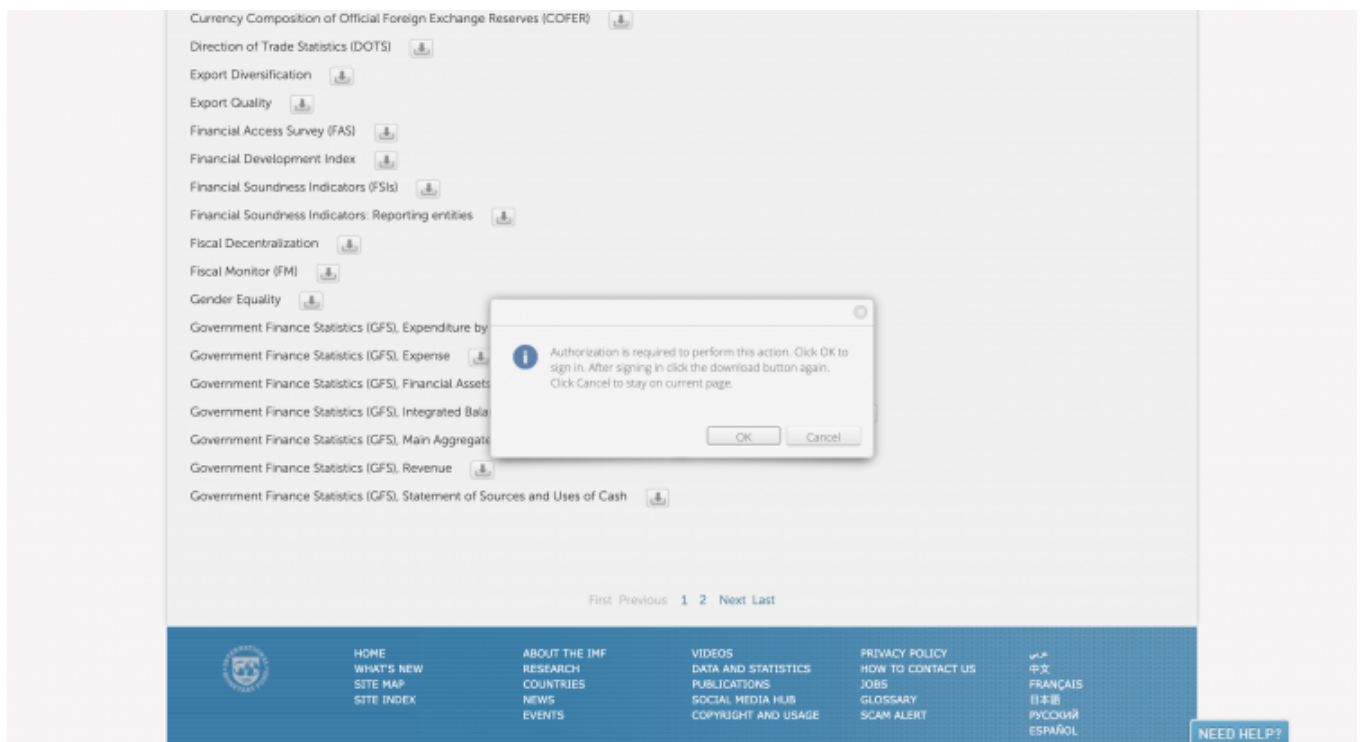 Currency Composition of Official Foreign Exchange Reserves (COFER)
Direction of Trade Statistics (DOTS)
Export Diversification
Export Quality
Financial Access Survey (FAS)
Financial Development Index
Financial Soundness Indicators (FSIs)
Financial Soundness Indicators: Reporting entities
Fiscal Decentralization
Fiscal Monitor (FM)
Gender Equality
Government Finance Statistics (GFS), Expenditure by
Government Finance Statistics (GFS), Expense
Government Finance Statistics (GFS), Financial Assets
Government Finance Statistics (GFS), Integrated Bala
Government Finance Statistics (GFS), Main Aggregate
Government Finance Statistics (GFS), Revenue
Government Finance Statistics (GFS), Statement of Sources and Uses of Cash
Authorization is required to perform this action. Click OK to
sign in. After signing in click the download button again.
Click Cancel to stay on current page.
OK Cancel
First Previous 1 2 Next Last
HOME
WHAT'S NEW
SITE MAP
SITE INDEX
ABOUT THE IMF
RESEARCH
COUNTRIES
NEWS
EVENTS
VIDEOS
DATA AND STATISTICS
PUBLICATIONS
SOCIAL MEDIA HUB
COPYRIGHT AND USAGE
PRIVACY POLICY
HOW TO CONTACT US
JOBS
GLOSSARY
SCAM ALERT
عربي
中文
FRANÇAIS
日本語
РУССКИЙ
ESPAÑOL
NEED HELP?